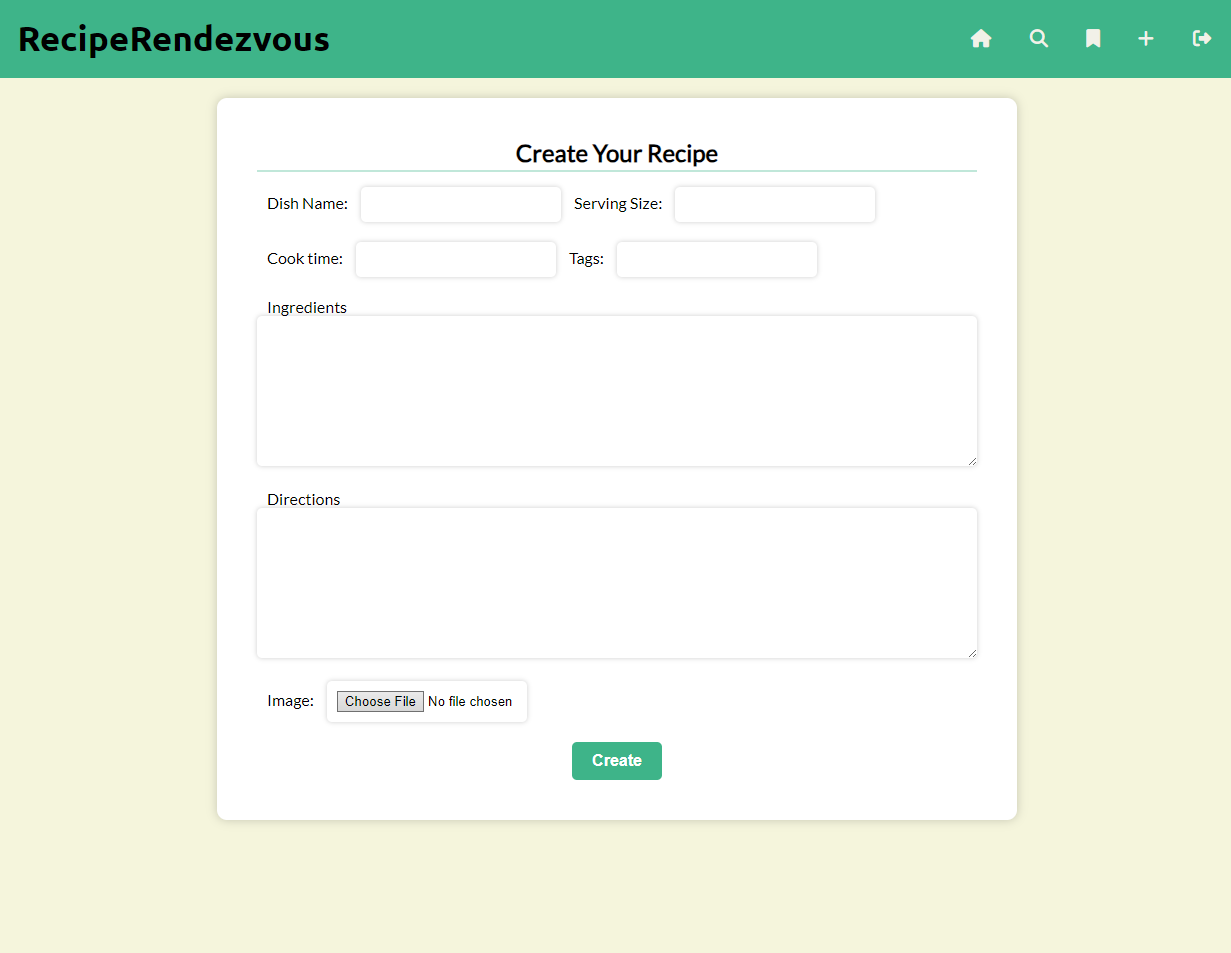 RecipeRendezvous
Create Your Recipe
Dish Name: Serving Size:
Cook time: Tags:
Ingredients
Directions
Image: Choose File No file chosen
Create